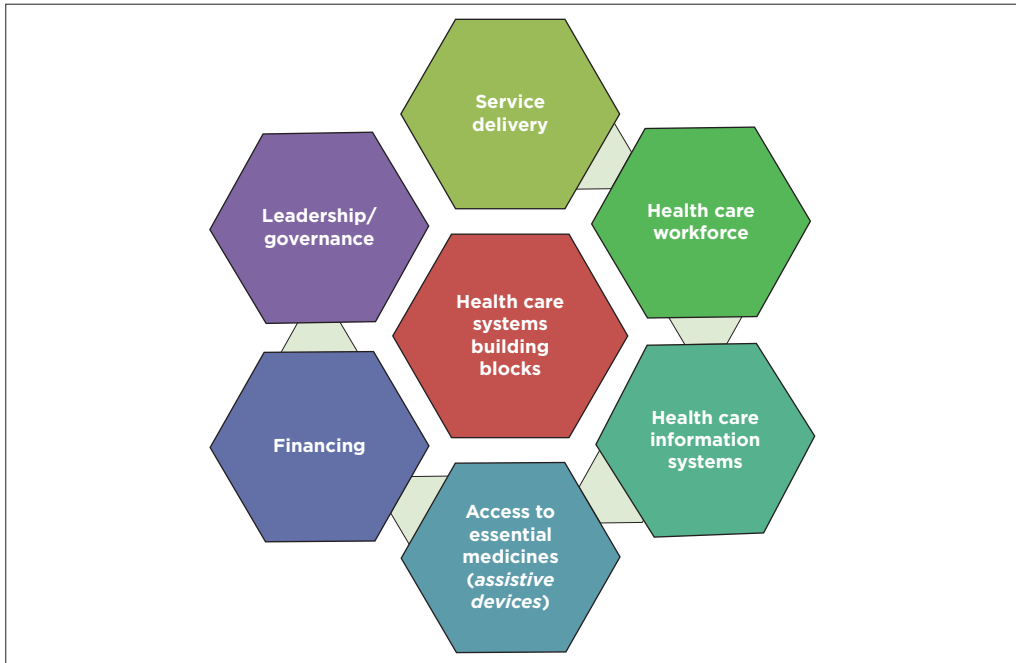 Service
delivery
Health care
workforce
Health care
information
systems
Access to
essential
medicines
(assistive
devices)
Financing
Leadership/
governance
Health care
systems
building
blocks